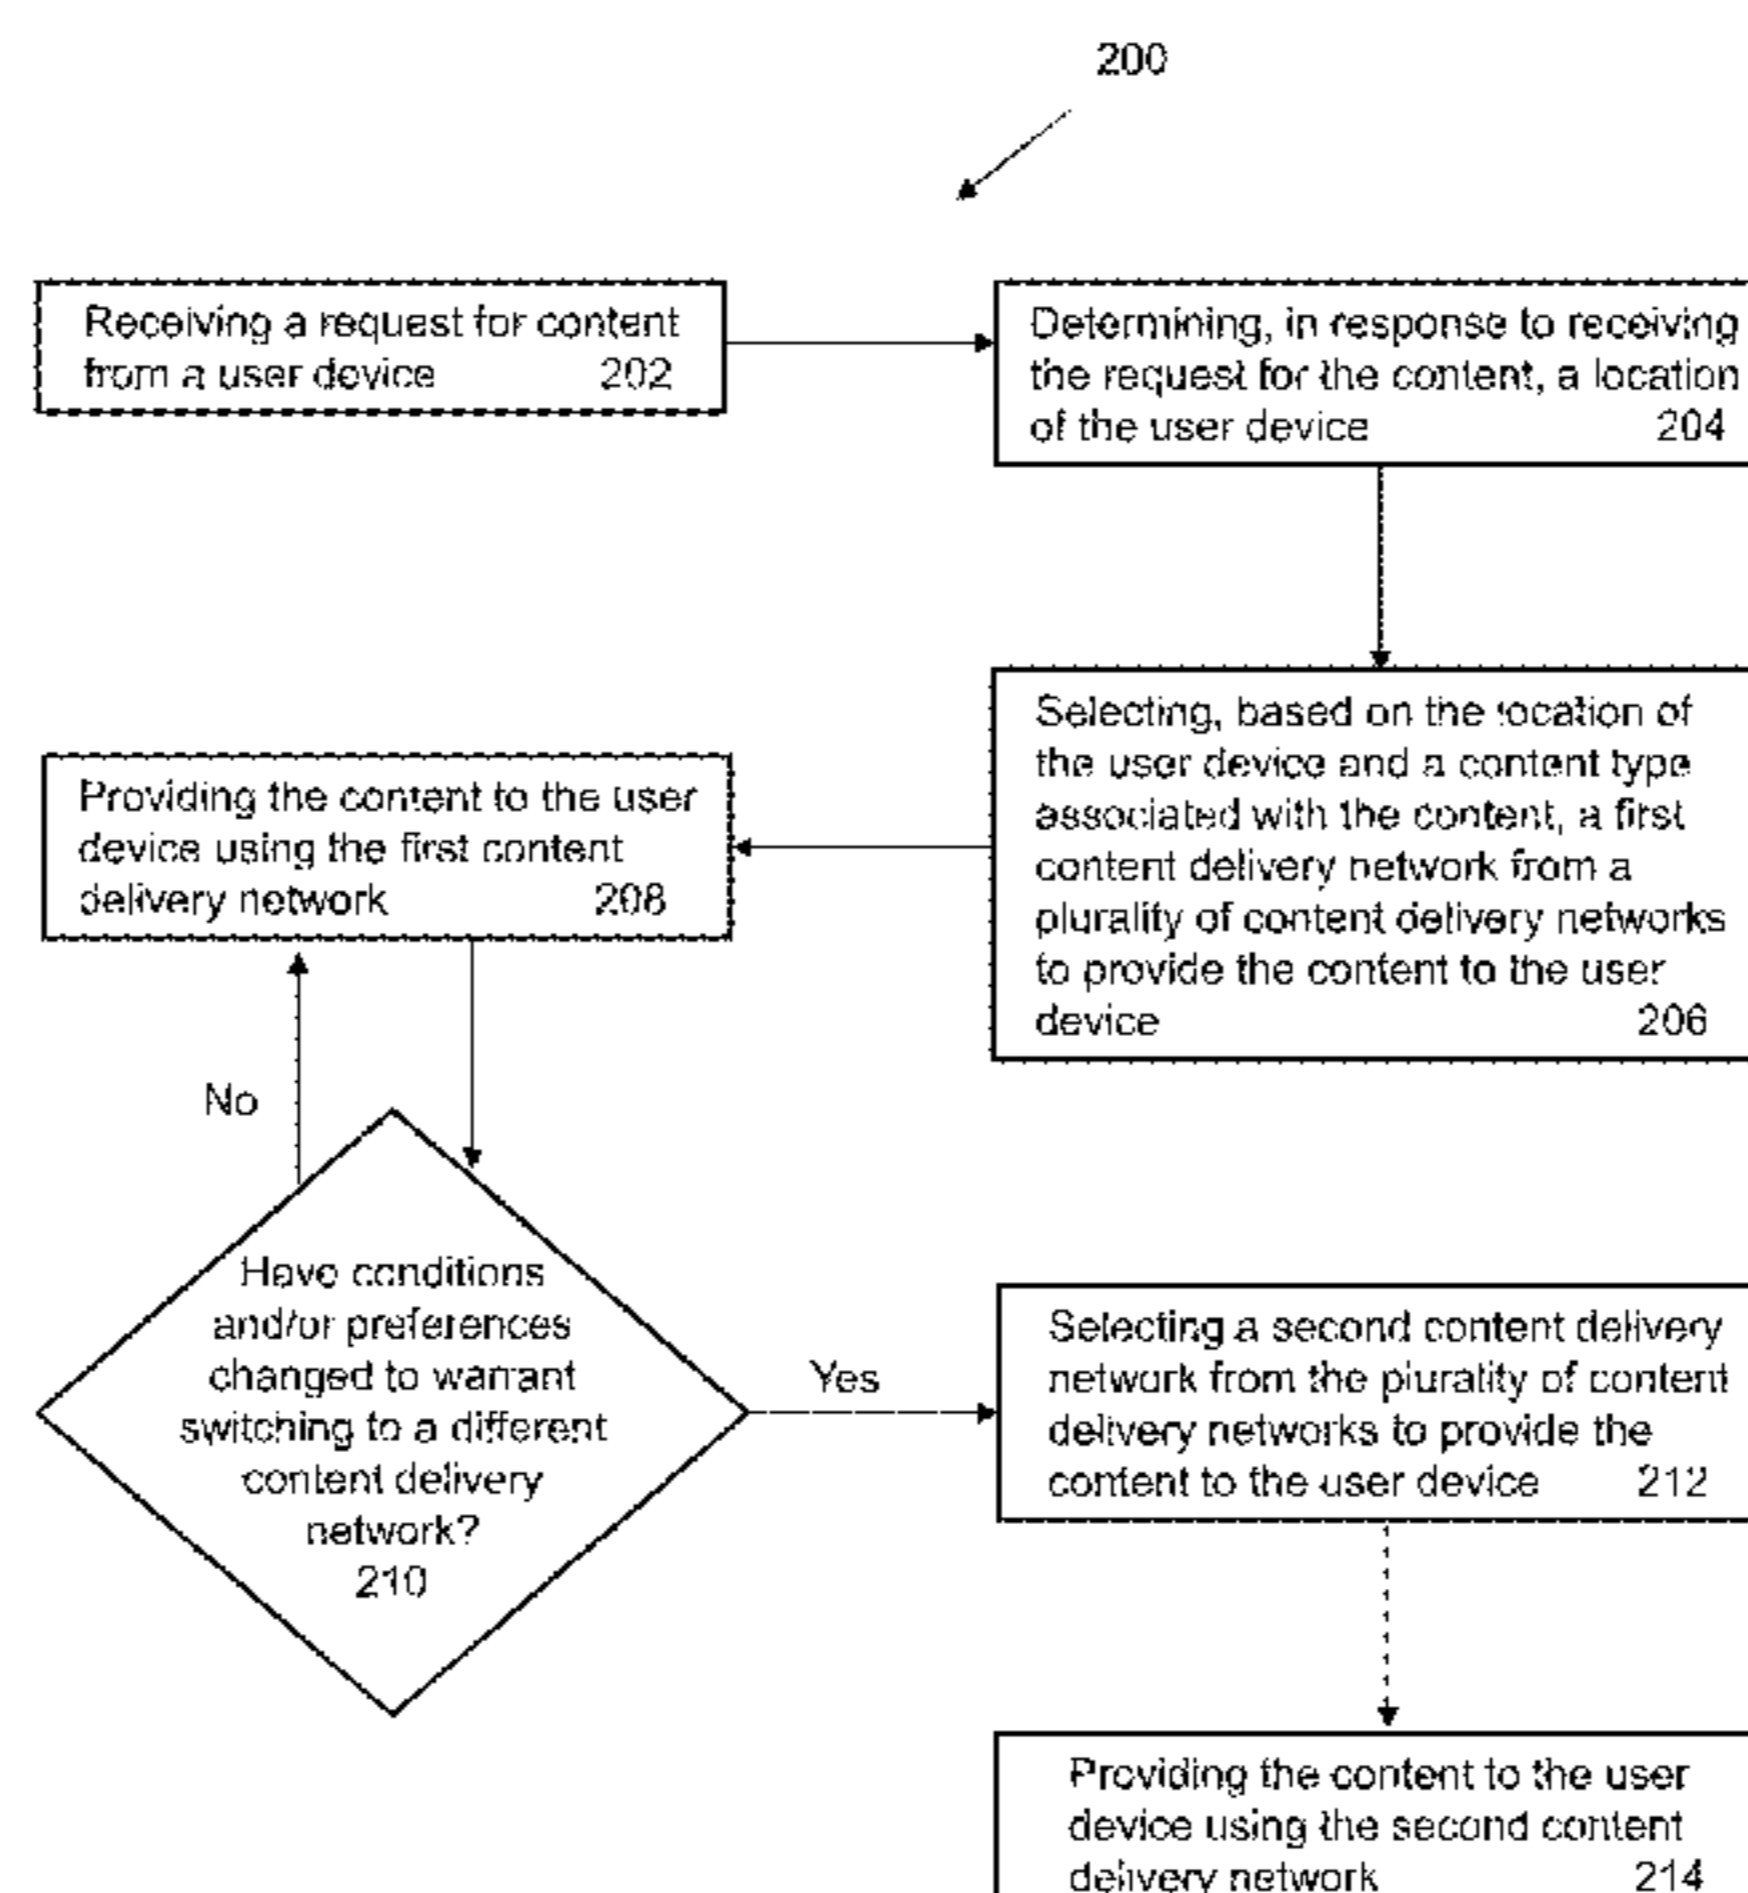 200
Receiving a request for content
from a user device 202
Determining, in response to receiving
the request for the content, a location
of the user device 204
Selecting, based on the location of
the user device and a content type
associated with the content, a first
content delivery network from a
plurality of content delivery networks
to provide the content to the user
device 206
Providing the content to the user
device using the first content
delivery network 208
No
Have conditions
and/or preferences
changed to warrant
switching to a different
content delivery
network?
210
Yes
Selecting a second content delivery
network from the plurality of content
delivery networks to provide the
content to the user device 212
Providing the content to the user
device using the second content
delivery network 214